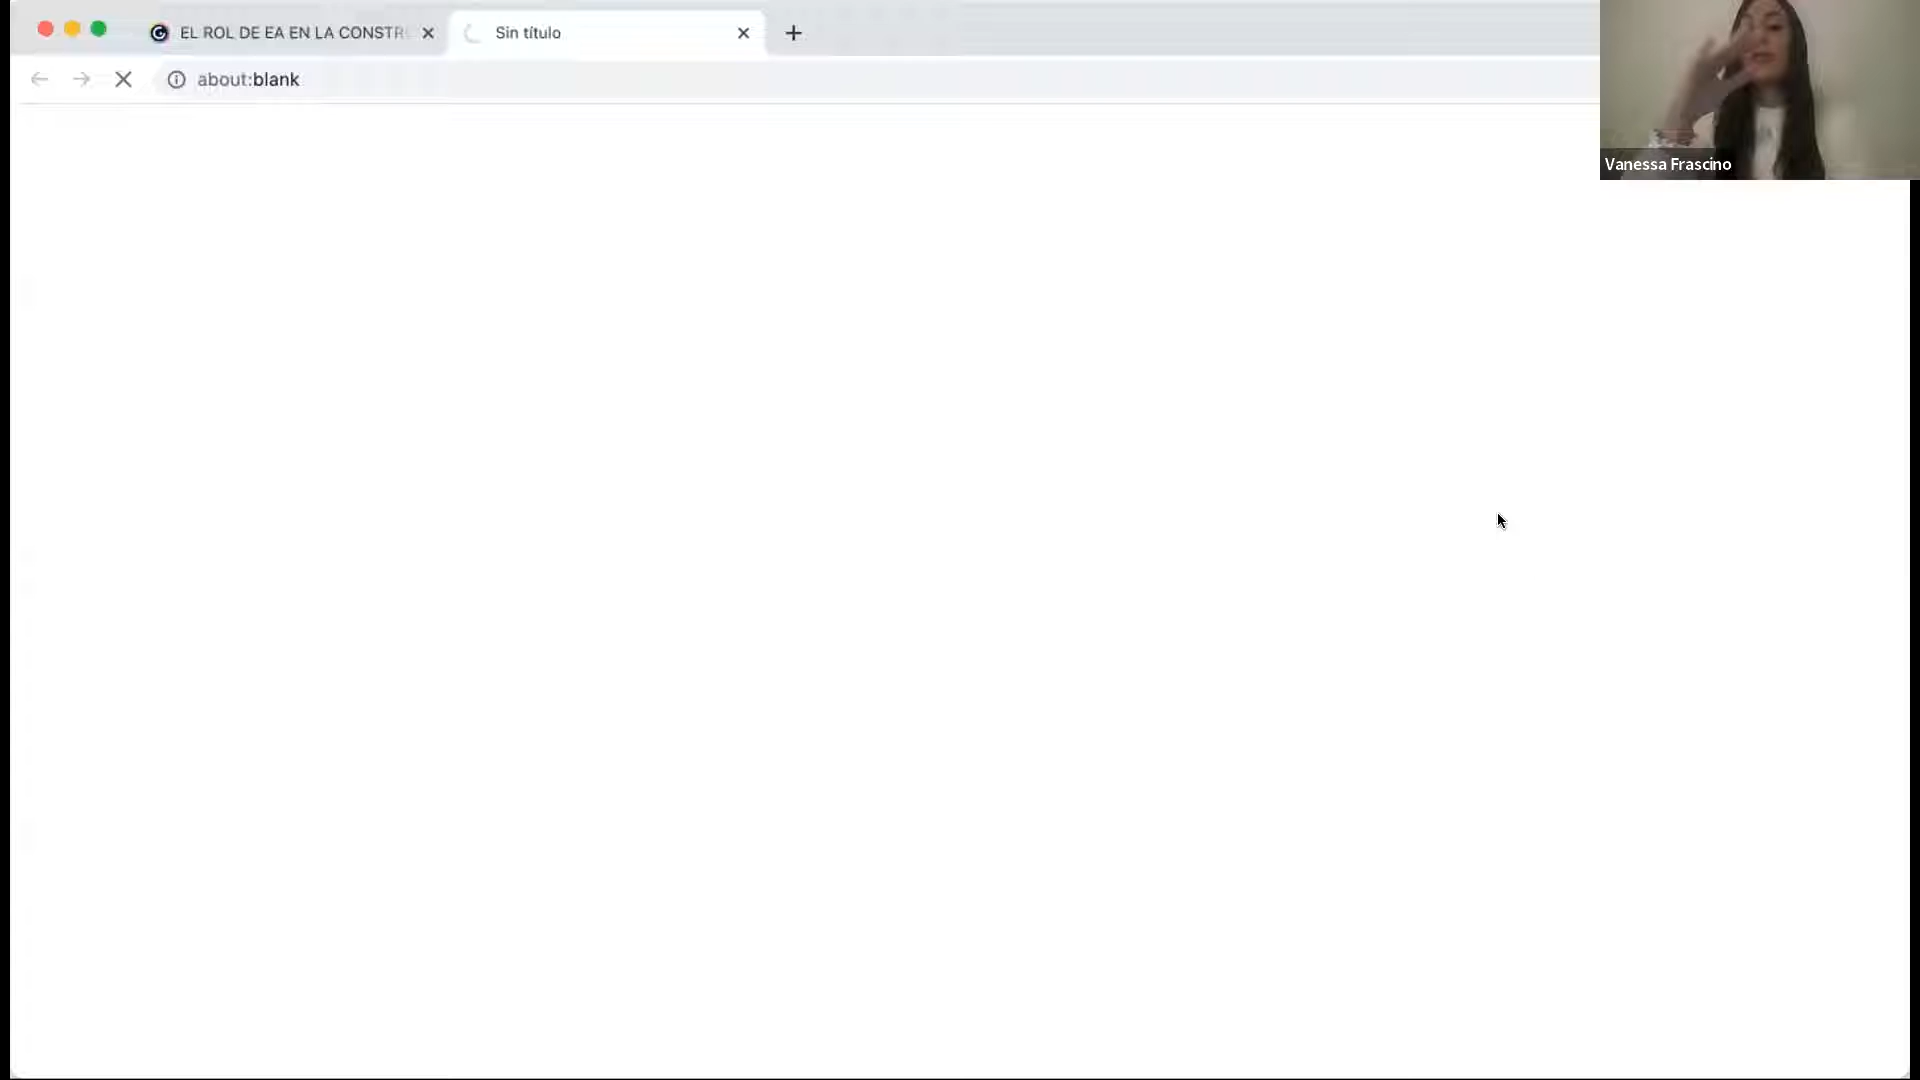 EL ROL DE EA EN LA CONSTR
Sin título
about:blank
Vanessa Frascino